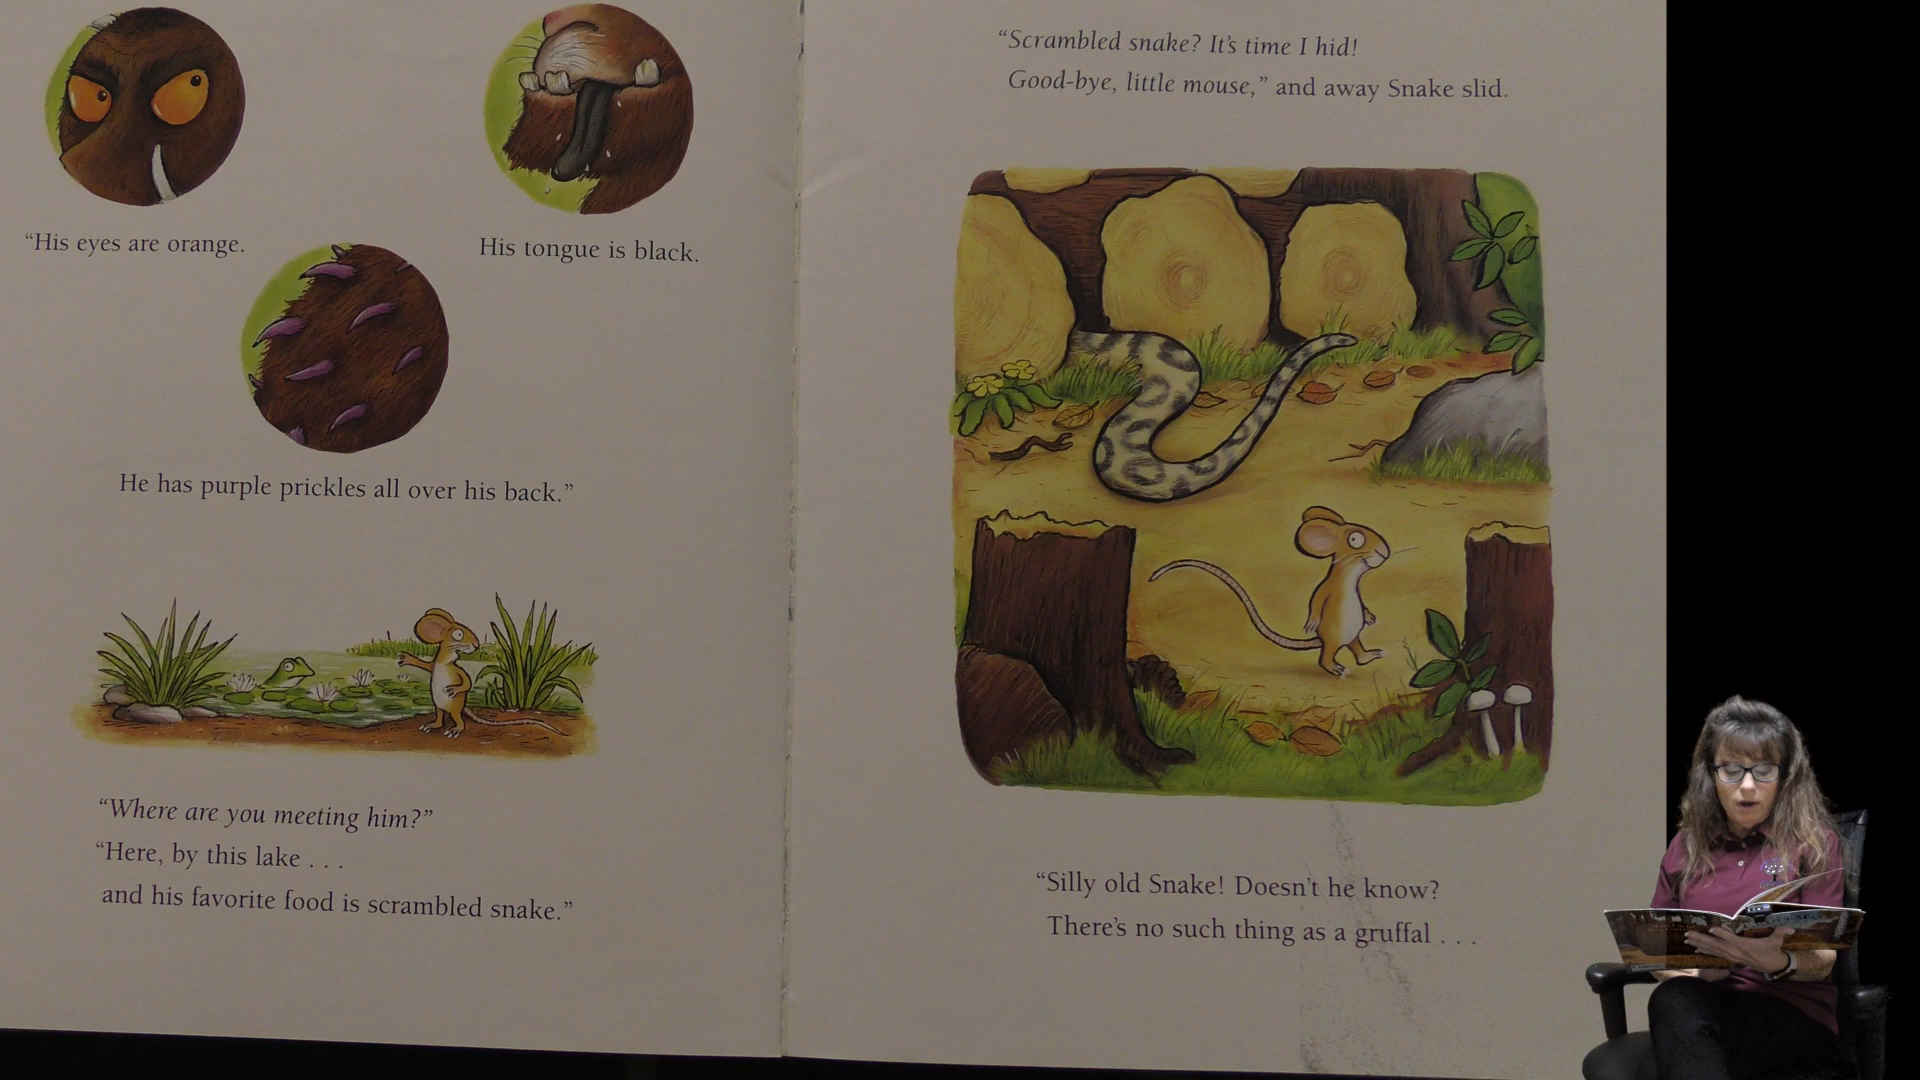 “His eyes are orange.
His tongue is black.
He has purple prickles all over his back.”
“Where are you meeting him?”
“Here, by this lake . . .
and his favorite food is scrambled snake.”
“Scrambled snake? It’s time I hid!
Good-bye, little mouse,” and away Snake slid.
“Silly old Snake! Doesn’t he know?
There’s no such thing as a gruffal . . .